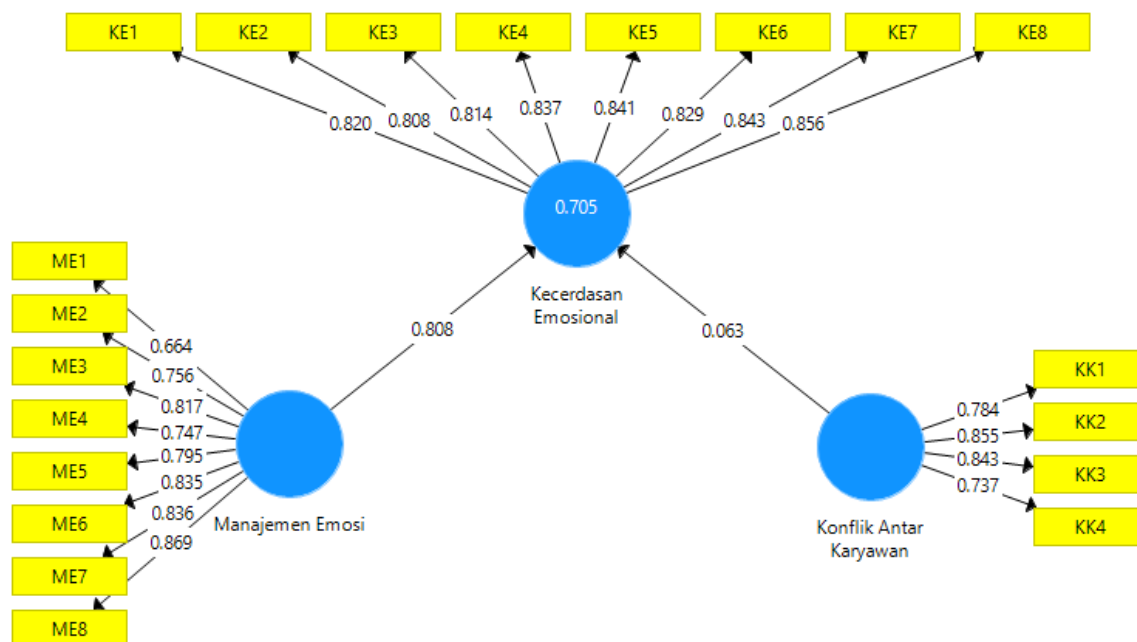 KE1 KE2 KE3 KE4 KE5 KE6 KE7 KE8
0.820 0.808 0.814 0.837 0.841 0.829 0.843 0.856
0.705
Kecerdasan
Emosional
ME1
ME2
ME3
ME4
ME5
ME6
ME7
ME8
0.664
0.756
0.817
0.747
0.795
0.835
0.836
0.869
Manajemen Emosi
0.808
0.063
KK1
KK2
KK3
KK4
0.784
0.855
0.843
0.737
Konflik Antar
Karyawan